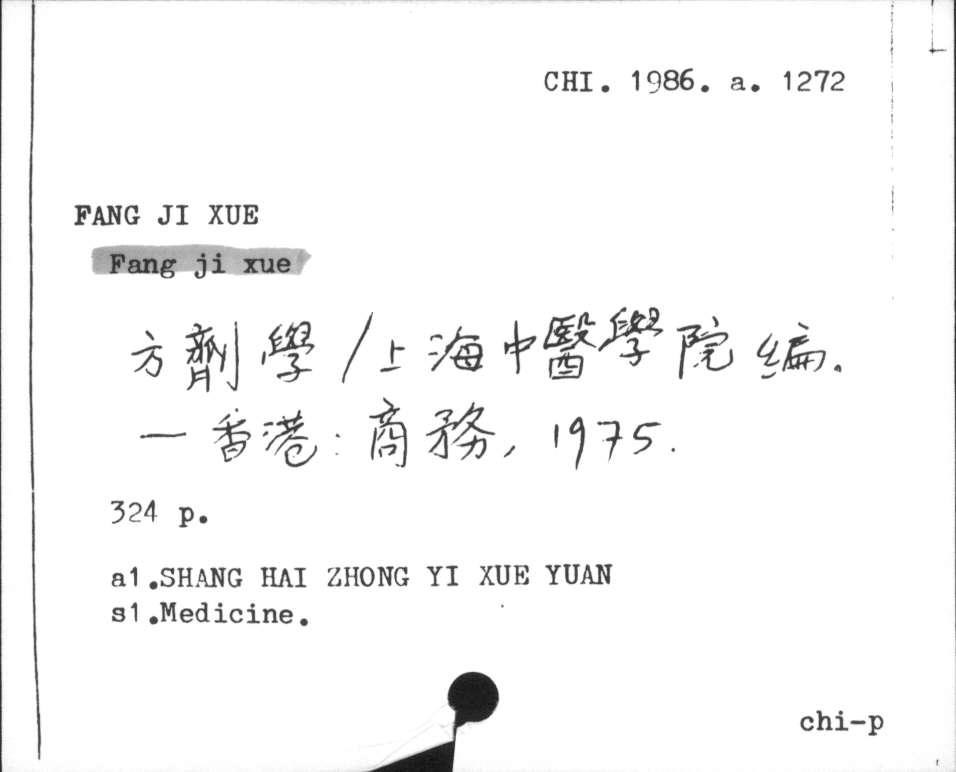 CHI. 1986. a. 1272
FANG JI XUE
Fang ji xue
方劑學/上海中醫學院编.
一香港:商務, 1975.
324 p.
a1.SHANG HAI ZHONG YI XUE YUAN
s1.Medicine.
chi-p